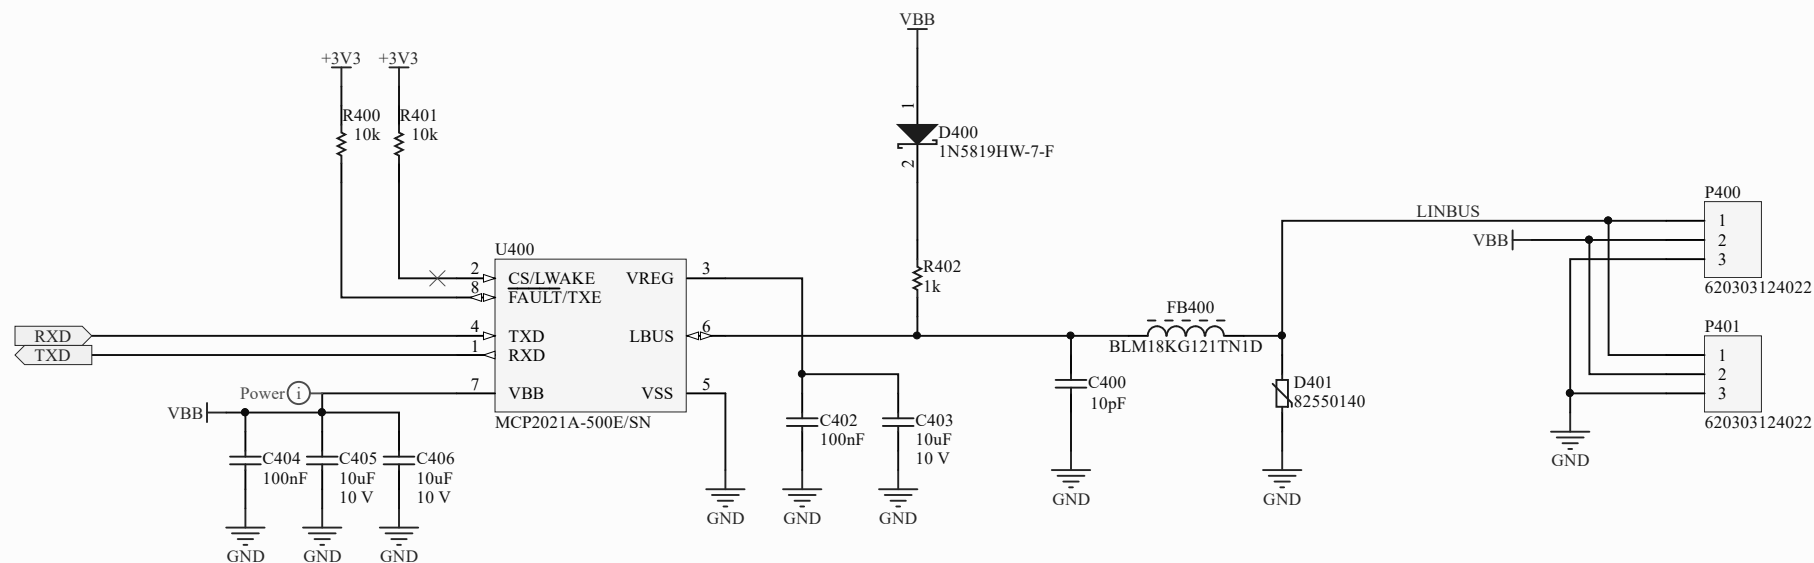 VBB
+3V3 +3V3
R400
10k
R401
10k
1
D400
1N5819HW-7-F
2
P400
LINBUS
1
VBB
2
3
620303124022
U400
2
CS/LWAKE
VREG
3
8
FAULT/TXE
R402
1k
FB400
BLM18KG121TN1D
RXD
4
TXD
LBUS
6
TXD
1
RXD
P401
1
2
3
620303124022
Power i
7
VBB
VSS
5
MCP2021A-500E/SN
VBB
C400
10pF
D401
82550140
C402
100nF
C403
10uF
10 V
C404
100nF
C405
10uF
10 V
C406
10uF
10 V
GND
GND
GND
GND
GND
GND
GND
GND
GND